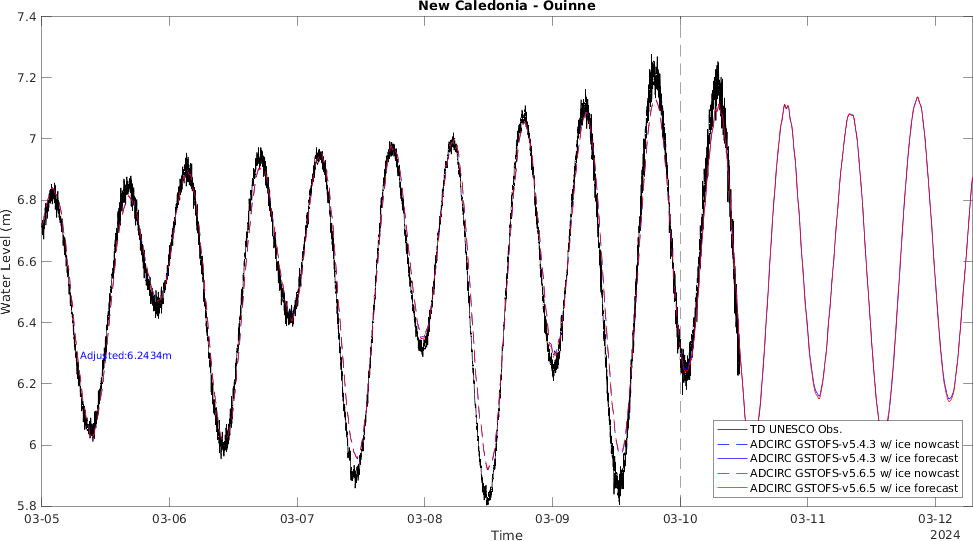 New Caledonia - Ouinne
7.4
7.2
7
6.8
6.6
6.4
6.2
6
5.8
Water Level (m)
Adjusted:6.2434m
TD UNESCO Obs.
ADCIRC GSTOFS-v5.4.3 w/ ice nowcast
ADCIRC GSTOFS-v5.4.3 w/ ice forecast
ADCIRC GSTOFS-v5.6.5 w/ ice nowcast
ADCIRC GSTOFS-v5.6.5 w/ ice forecast
03-05 03-06 03-07 03-08 03-09 03-10 03-11 03-12
Time
2024